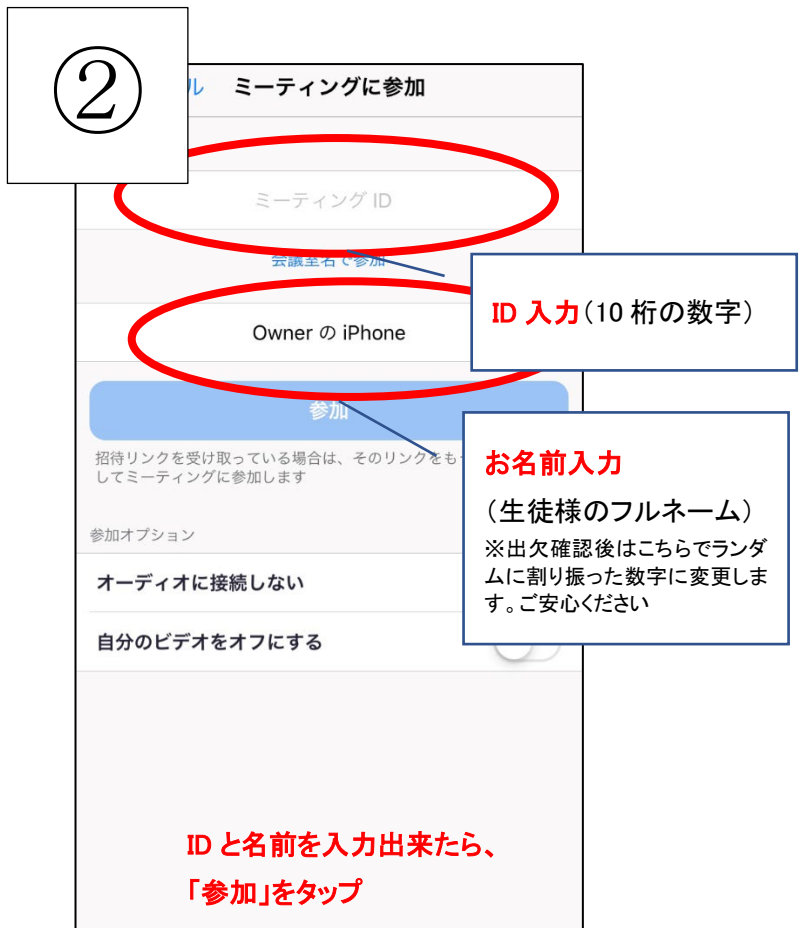 ②
ル ミーティングに参加
ミーティング ID
会議室名で参加
ID 入力(10 桁の数字)
Owner の iPhone
参加
招待リンクを受け取っている場合は、そのリンクをも
してミーティングに参加します
お名前入力
(生徒様のフルネーム)
※出欠確認後はこちらでランダ
ムに割り振った数字に変更しま
す。ご安心ください
参加オプション
オーディオに接続しない
自分のビデオをオフにする
ID と名前を入力出来たら、
「参加」をタップ